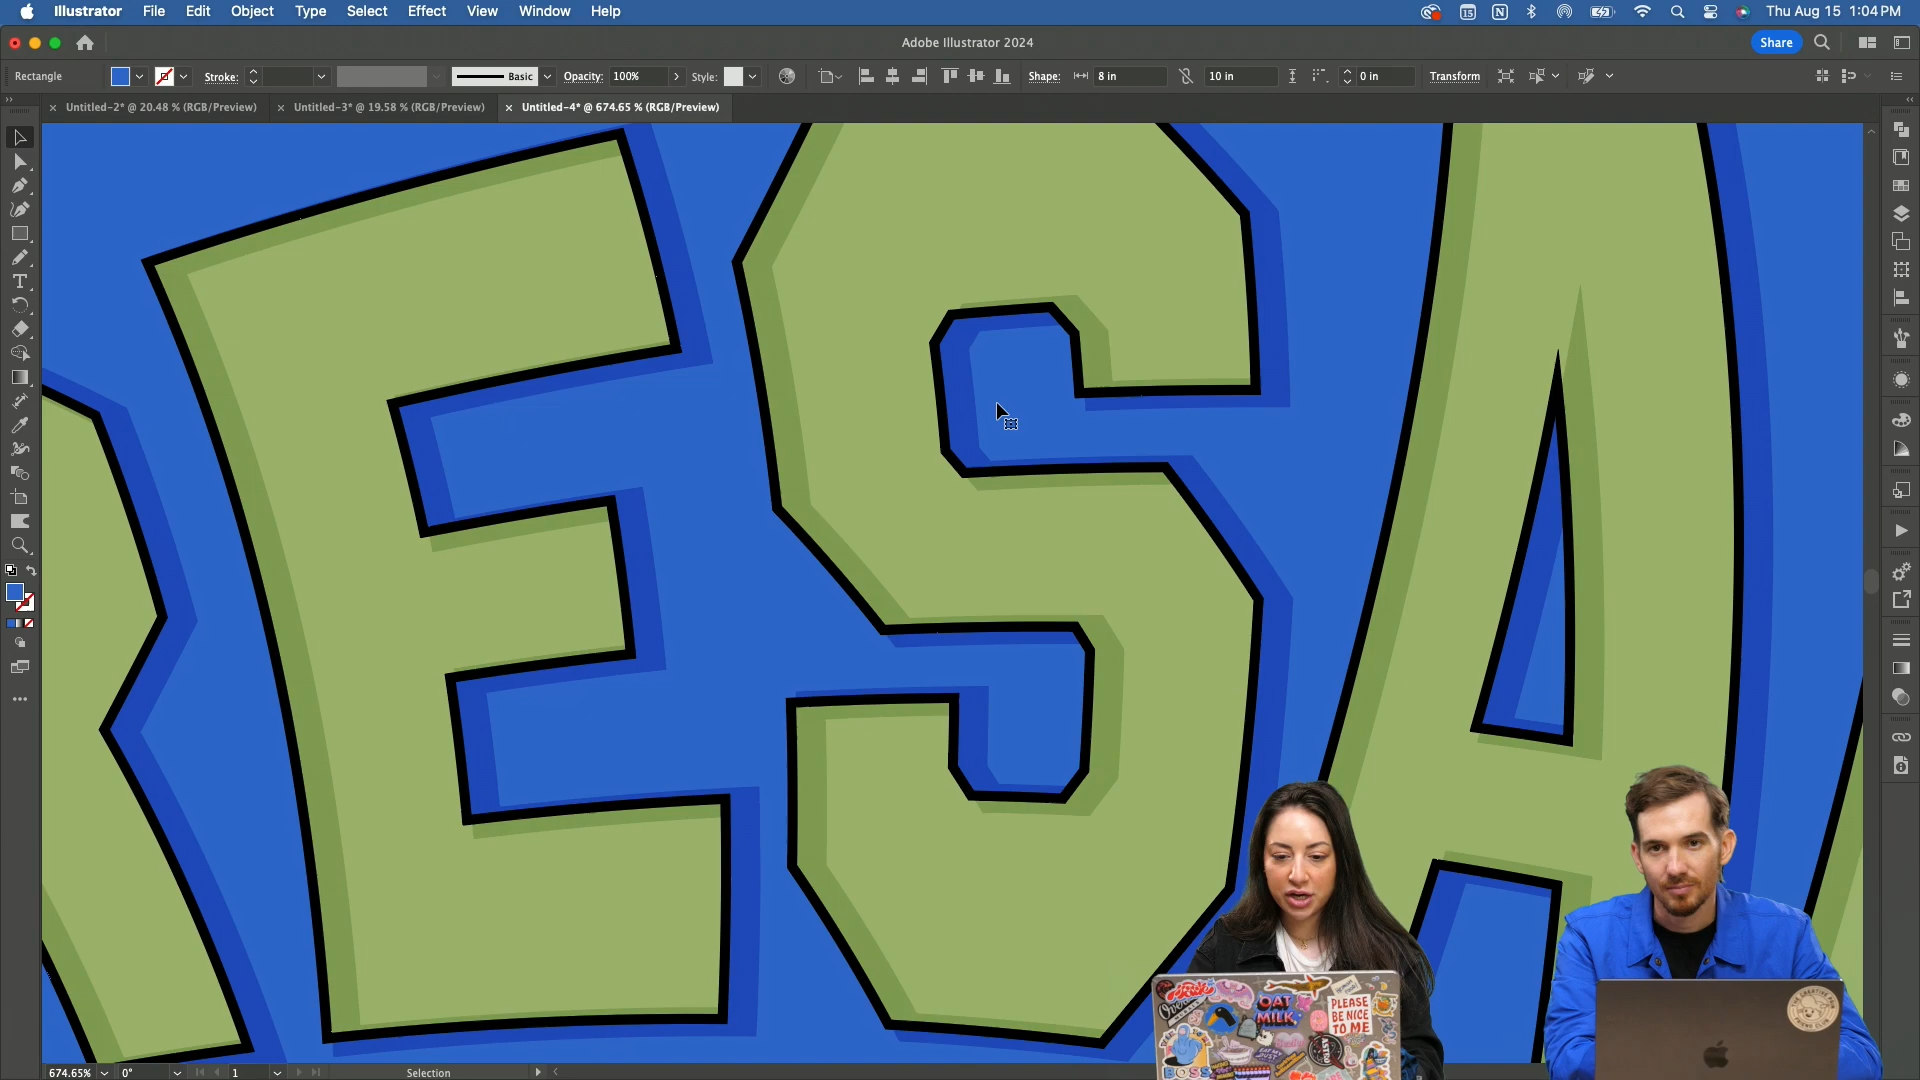 Illustrator File Edit Object Type Select Effect View Window Help
15 Thu Aug 15 1:04 PM
Adobe Illustrator 2024
Share
Rectangle Stroke: Basic Opacity: 100% Style: Shape: 8 in 10 in 0 in Transform
Untitled-2* @ 20.48 % (RGB/Preview) Untitled-3* @ 19.58 % (RGB/Preview) Untitled-4* @ 674.65 % (RGB/Preview)
ESA
OAT
MILK
PLEASE
BE NICE
TO ME
BOSS
674.65% 0° 1 Selection